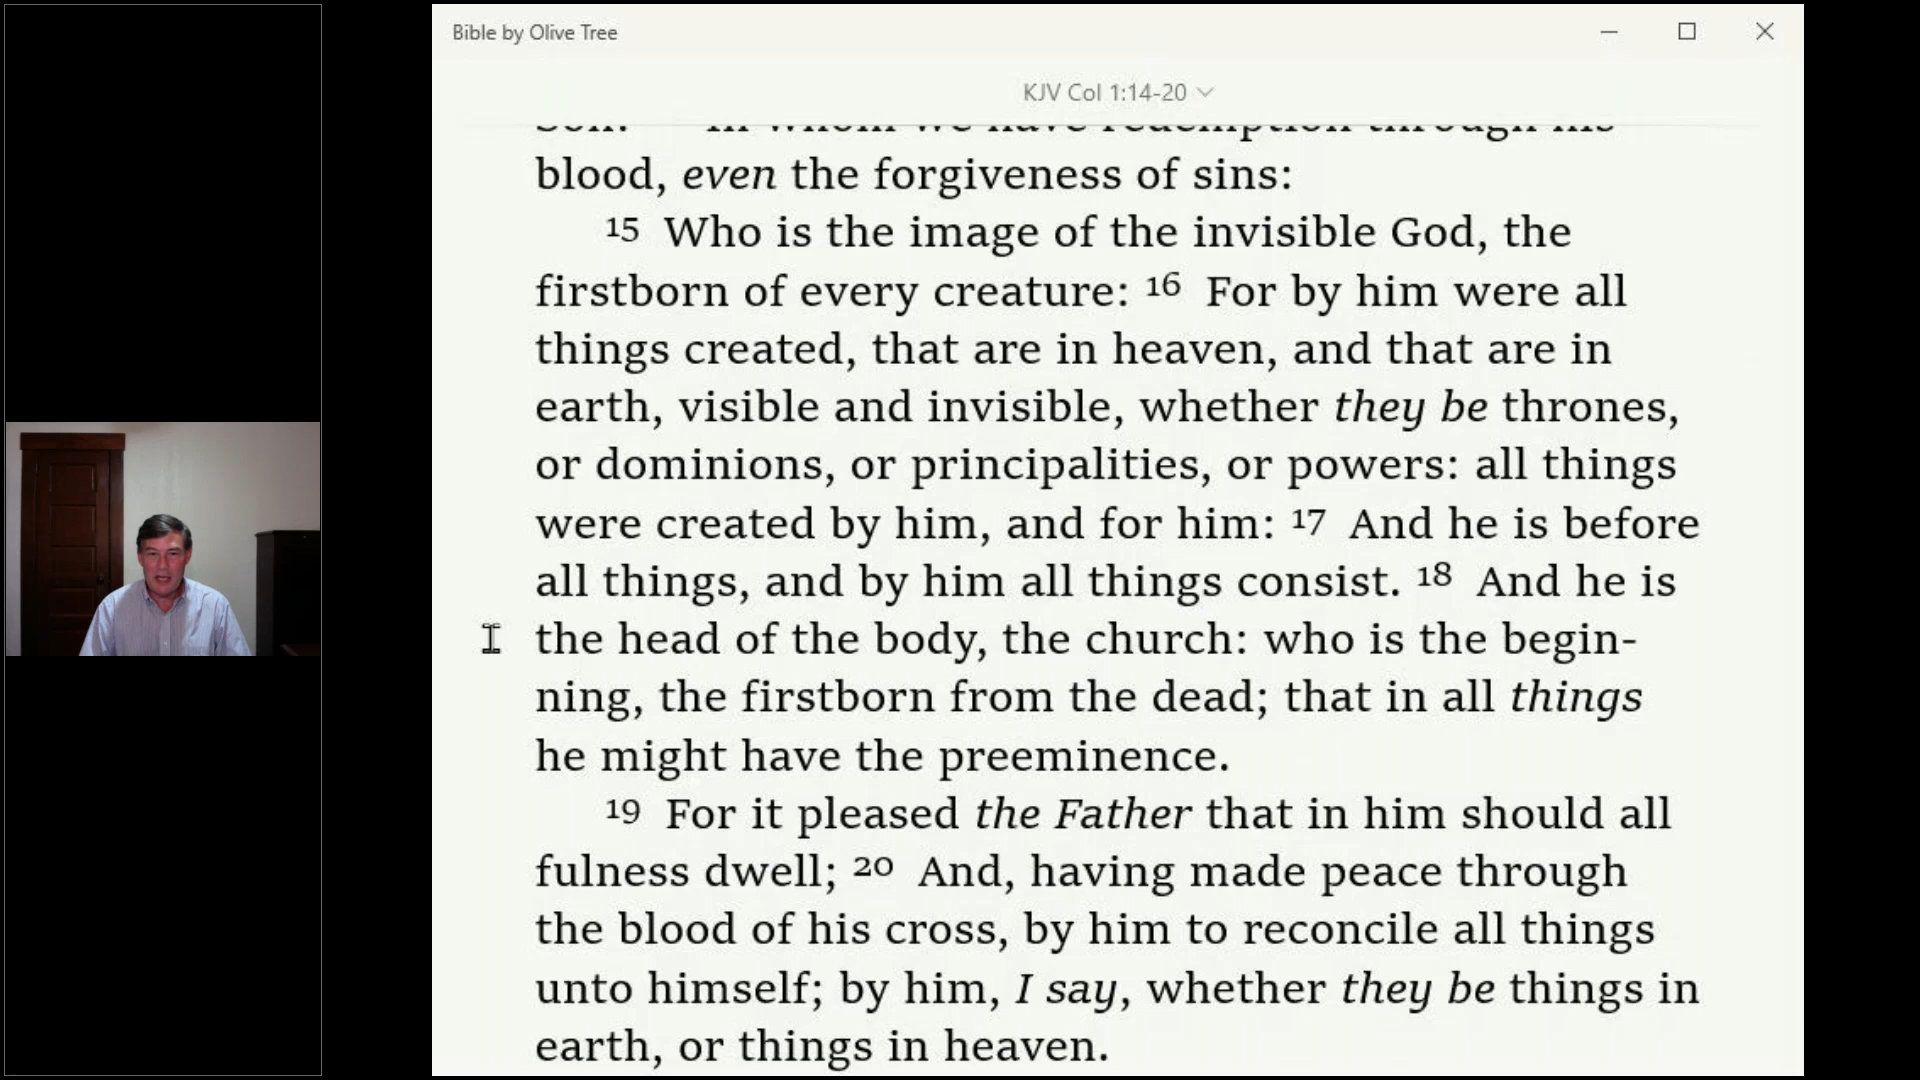 Bible by Olive Tree
KJV Col 1:14-20
Son: In whom we have redemption through his
blood, even the forgiveness of sins:
15 Who is the image of the invisible God, the
firstborn of every creature: 16 For by him were all
things created, that are in heaven, and that are in
earth, visible and invisible, whether they be thrones,
or dominions, or principalities, or powers: all things
were created by him, and for him: 17 And he is before
all things, and by him all things consist. 18 And he is
the head of the body, the church: who is the begin-
ning, the firstborn from the dead; that in all things
he might have the preeminence.
19 For it pleased the Father that in him should all
fulness dwell; 20 And, having made peace through
the blood of his cross, by him to reconcile all things
unto himself; by him, I say, whether they be things in
earth, or things in heaven.